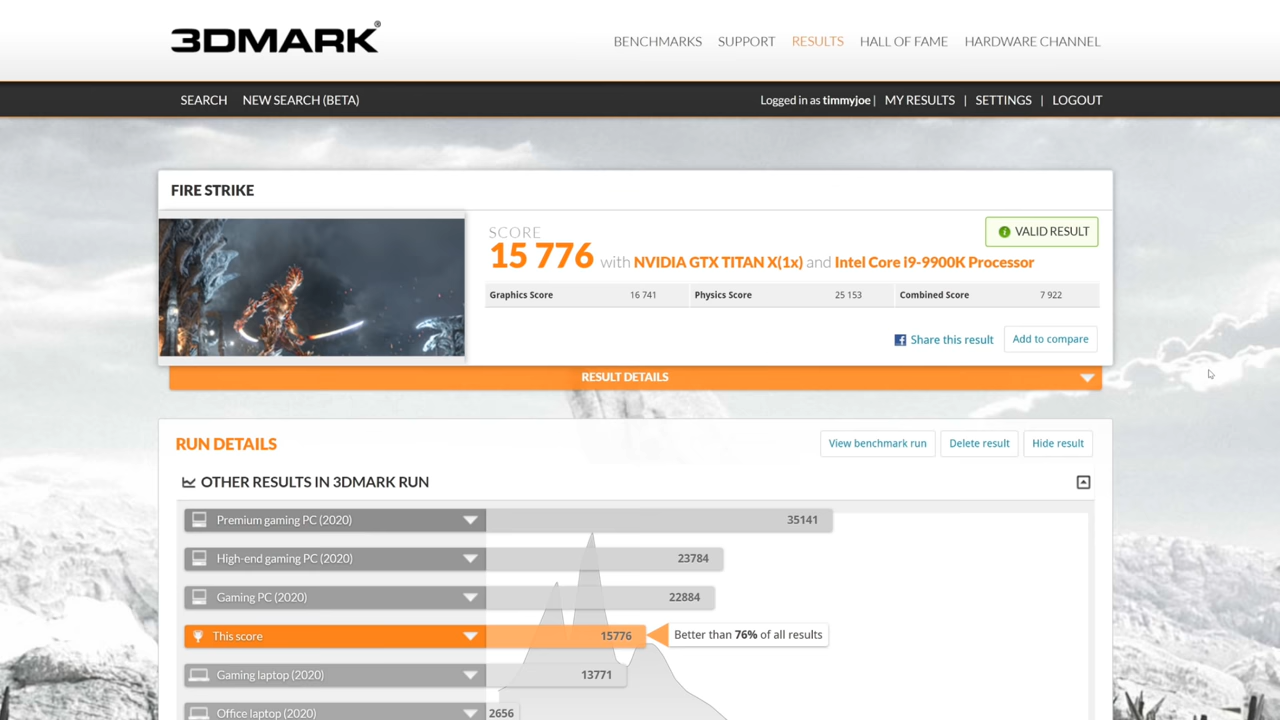 3DMARK®
BENCHMARKS SUPPORT RESULTS HALL OF FAME HARDWARE CHANNEL
SEARCH NEW SEARCH (BETA) Logged in as timmyjoe | MY RESULTS | SETTINGS | LOGOUT
FIRE STRIKE
SCORE
VALID RESULT
15 776 with NVIDIA GTX TITAN X(1x) and Intel Core i9-9900K Processor
Graphics Score 16 741 Physics Score 25 153 Combined Score 7 922
Share this result Add to compare
RESULT DETAILS
RUN DETAILS View benchmark run Delete result Hide result
OTHER RESULTS IN 3DMARK RUN
Premium gaming PC (2020) 35141
High-end gaming PC (2020) 23784
Gaming PC (2020) 22884
This score 15776 Better than 76% of all results
Gaming laptop (2020) 13771
Office laptop (2020) 2656